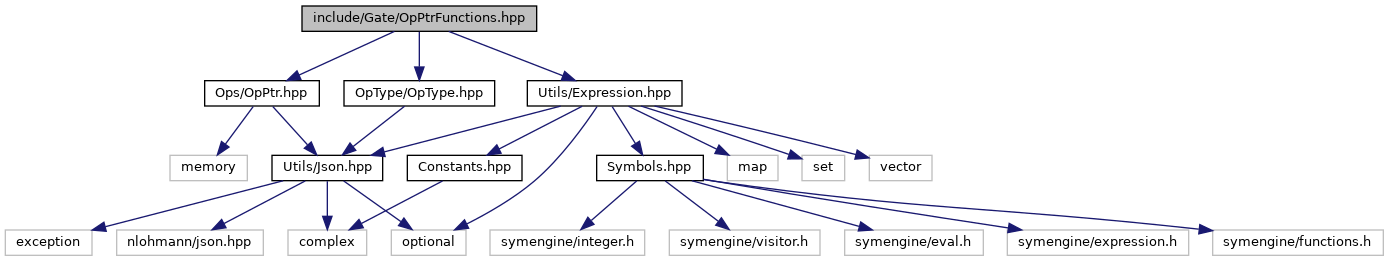 include/Gate/OpPtrFunctions.hpp
Ops/OpPtr.hpp
OpType/OpType.hpp
Utils/Expression.hpp
memory
Utils/Json.hpp
Constants.hpp
Symbols.hpp
map
set
vector
exception
nlohmann/json.hpp
complex
optional
symengine/integer.h
symengine/visitor.h
symengine/eval.h
symengine/expression.h
symengine/functions.h